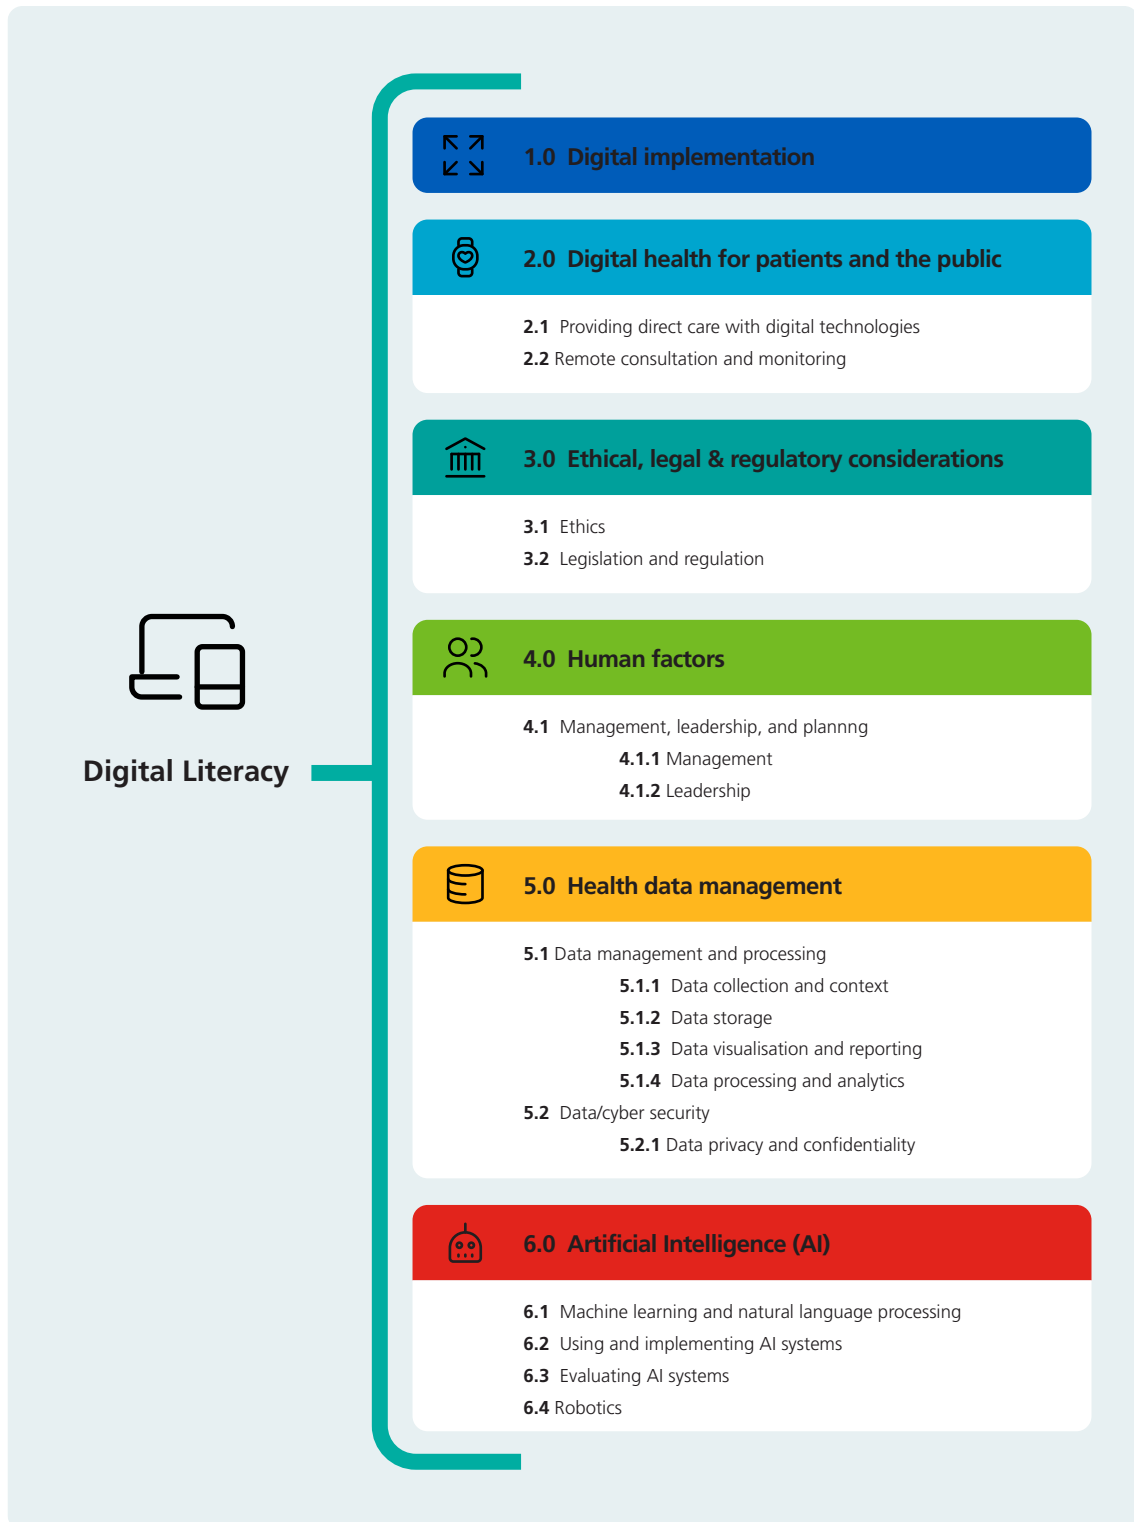 1.0 Digital implementation
2.0 Digital health for patients and the public
2.1 Providing direct care with digital technologies
2.2 Remote consultation and monitoring
3.0 Ethical, legal & regulatory considerations
3.1 Ethics
3.2 Legislation and regulation
4.0 Human factors
4.1 Management, leadership, and plannng
4.1.1 Management
4.1.2 Leadership
Digital Literacy
5.0 Health data management
5.1 Data management and processing
5.1.1 Data collection and context
5.1.2 Data storage
5.1.3 Data visualisation and reporting
5.1.4 Data processing and analytics
5.2 Data/cyber security
5.2.1 Data privacy and confidentiality
6.0 Artificial Intelligence (AI)
6.1 Machine learning and natural language processing
6.2 Using and implementing AI systems
6.3 Evaluating AI systems
6.4 Robotics